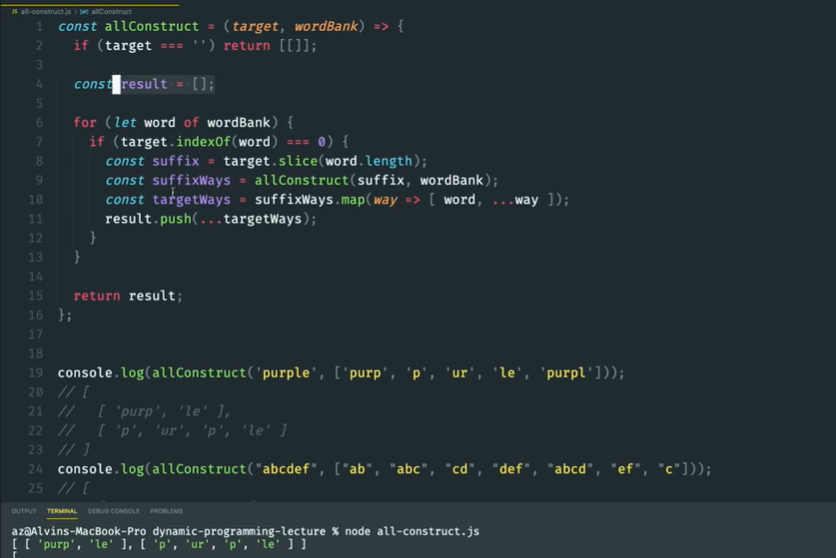 JS all-construct.js > allConstruct
1 const allConstruct = (target, wordBank) => {
2 if (target === '') return [[]];
3
4 const result = [];
5
6 for (let word of wordBank) {
7 if (target.indexOf(word) === 0) {
8 const suffix = target.slice(word.length);
9 const suffixWays = allConstruct(suffix, wordBank);
10 const targetWays = suffixWays.map(way => [ word, ...way ]);
11 result.push(...targetWays);
12 }
13 }
14
15 return result;
16 };
17
18
19 console.log(allConstruct('purple', ['purp', 'p', 'ur', 'le', 'purpl']));
20 // [
21 // [ 'purp', 'le' ],
22 // [ 'p', 'ur', 'p', 'le' ]
23 // ]
24 console.log(allConstruct("abcdef", ["ab", "abc", "cd", "def", "abcd", "ef", "c"]));
25 // [
OUTPUT TERMINAL DEBUG CONSOLE PROBLEMS
az@Alvins-MacBook-Pro dynamic-programming-lecture % node all-construct.js
[ [ 'purp', 'le' ], [ 'p', 'ur', 'p', 'le' ] ]
[